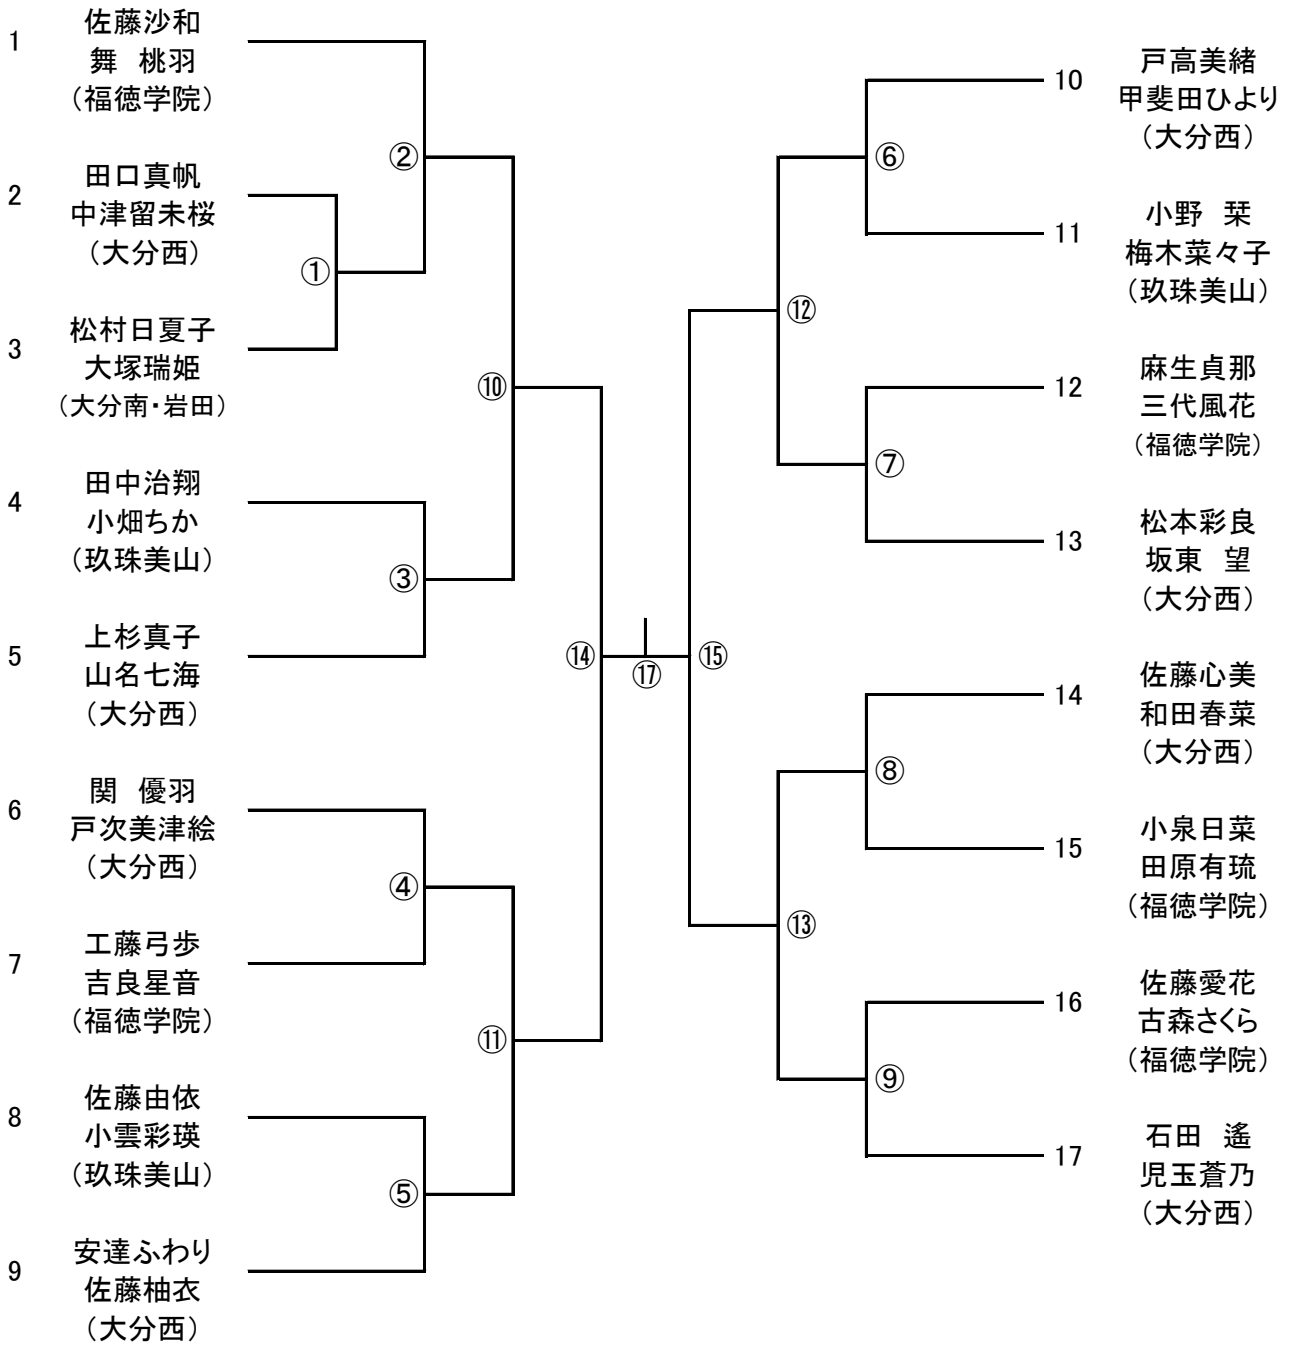 1
佐藤沙和
舞　桃羽
（福徳学院）
2
田口真帆
中津留未桜
（大分西）
3
松村日夏子
大塚瑞姫
（大分南・岩田）
4
田中治翔
小畑ちか
（玖珠美山）
5
上杉真子
山名七海
（大分西）
6
関　優羽
戸次美津絵
（大分西）
7
工藤弓歩
吉良星音
（福徳学院）
8
佐藤由依
小雲彩瑛
（玖珠美山）
9
安達ふわり
佐藤柚衣
（大分西）
①
②
③
④
⑤
⑩
⑪
⑭
⑰
⑮
⑫
⑬
⑥
⑦
⑧
⑨
10
戸高美緒
甲斐田ひより
（大分西）
11
小野　栞
梅木菜々子
（玖珠美山）
12
麻生貞那
三代風花
（福徳学院）
13
松本彩良
坂東　望
（大分西）
14
佐藤心美
和田春菜
（大分西）
15
小泉日菜
田原有琉
（福徳学院）
16
佐藤愛花
古森さくら
（福徳学院）
17
石田　遙
児玉蒼乃
（大分西）